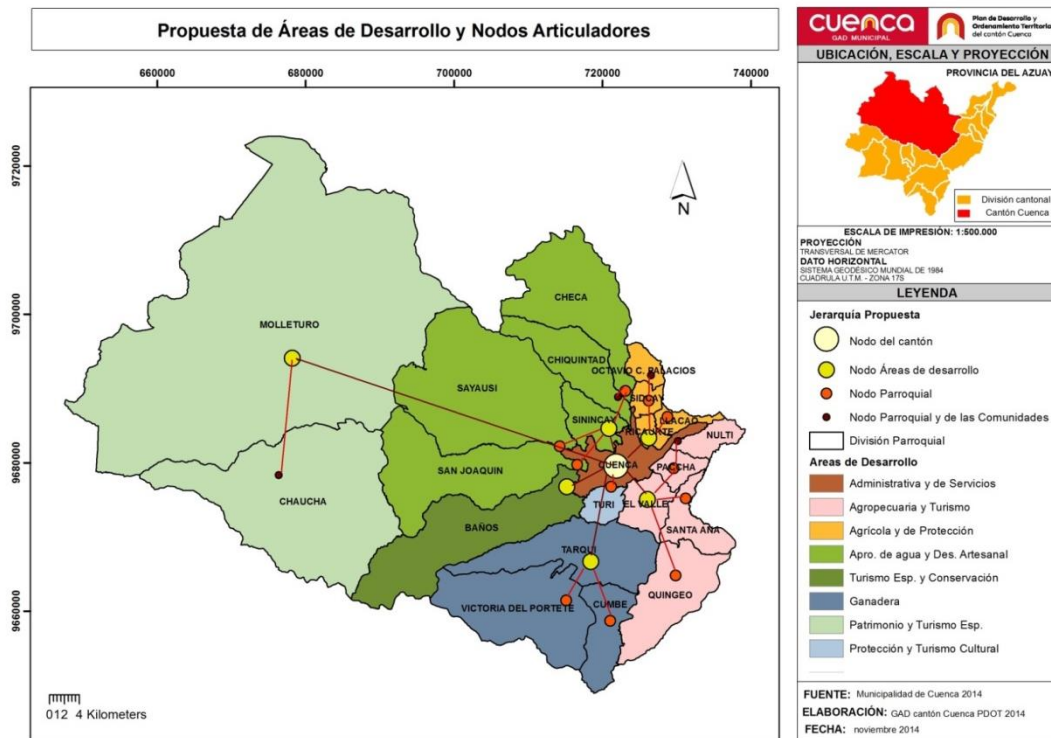 Propuesta de Áreas de Desarrollo y Nodos Articuladores
660000
680000
700000
720000
740000
9720000
9700000
9680000
9660000
N
MOLLETURO
CHAUCHA
SAYAUSI
SAN JOAQUIN
CHECA
CHIQUINTAD
OCTAVIO C. PALACIOS
SIDCAY
SININCAY
LLACAO
RICAURTE
NULTI
CUENCA
PACCHA
EL VALLE
TURI
SANTA ANA
BAÑOS
TARQUI
QUINGEO
VICTORIA DEL PORTETE
CUMBE
012 4 Kilometers
cuenca
GAD MUNICIPAL
Plan de Desarrollo y
Ordenamiento Territorial
del cantón Cuenca
UBICACIÓN, ESCALA Y PROYECCIÓN
PROVINCIA DEL AZUAY
División cantonal
Cantón Cuenca
ESCALA DE IMPRESIÓN: 1:500.000
PROYECCIÓN
TRANSVERSAL DE MERCATOR
DATO HORIZONTAL
SISTEMA GEODÉSICO MUNDIAL DE 1984
CUADRULA U.T.M. - ZONA 17S
LEYENDA
Jerarquía Propuesta
Nodo del cantón
Nodo Áreas de desarrollo
Nodo Parroquial
Nodo Parroquial y de las Comunidades
División Parroquial
Areas de Desarrollo
Administrativa y de Servicios
Agropecuaria y Turismo
Agrícola y de Protección
Apro. de agua y Des. Artesanal
Turismo Esp. y Conservación
Ganadera
Patrimonio y Turismo Esp.
Protección y Turismo Cultural
FUENTE: Municipalidad de Cuenca 2014
ELABORACIÓN: GAD cantón Cuenca PDOT 2014
FECHA: noviembre 2014